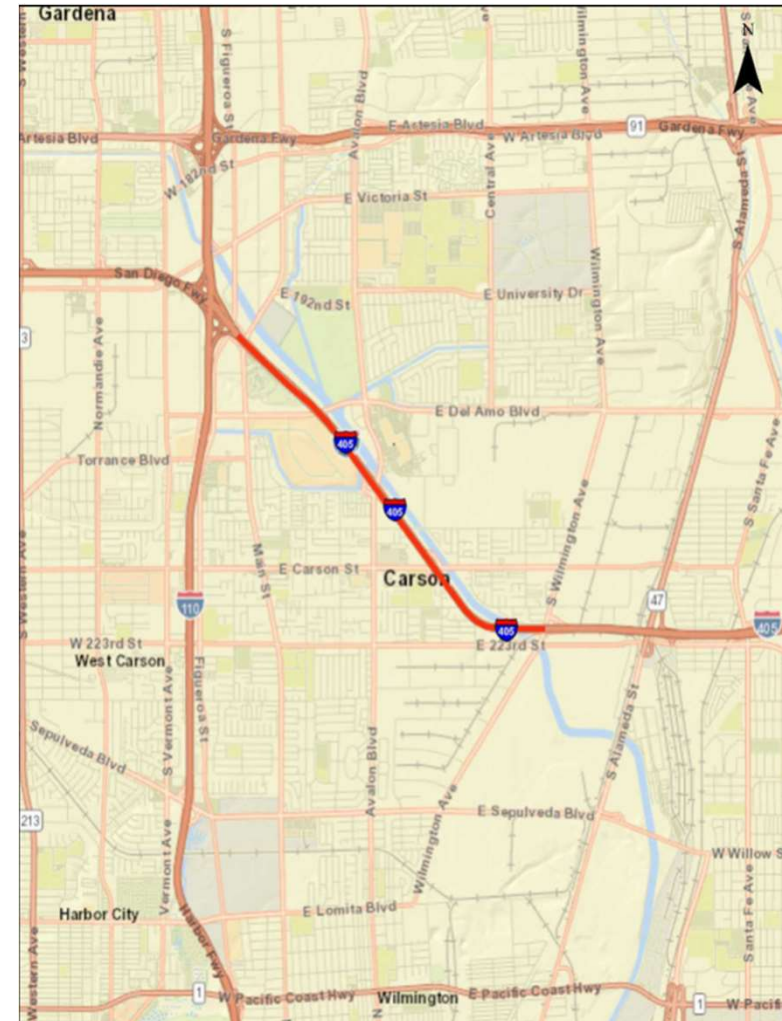 Gardena
N
S Figueroa St
Avalon Blvd
Wilmington Ave
Artesia Blvd
Gardena Fwy
E Artesia Blvd
W Artesia Blvd
91
Gardena Fwy
W 182nd St
Central Ave
S Alameda St
E Victoria St
San Diego Fwy
E 192nd St
E University Dr
Wilmington Ave
3
Normandie Ave
E Del Amo Blvd
405
Torrance Blvd
S Santa Fe Ave
405
S Wilmington Ave
Main St
E Carson St
Carson
S Western Ave
110
47
405
405
W 223rd St
E 223rd St
West Carson
S Vermont Ave
Figueroa St
Sepulveda Blvd
Avalon Blvd
S Alameda St
213
E Sepulveda Blvd
Wilmington Ave
W Willow S
Vermont Ave
Harbor City
E Lomita Blvd
Santa Fe Ave
Harbor Fwy
Western Ave
1
W Pacific Coast Hwy
Wilmington
E Pacific Coast Hwy
1
W Pacif
N